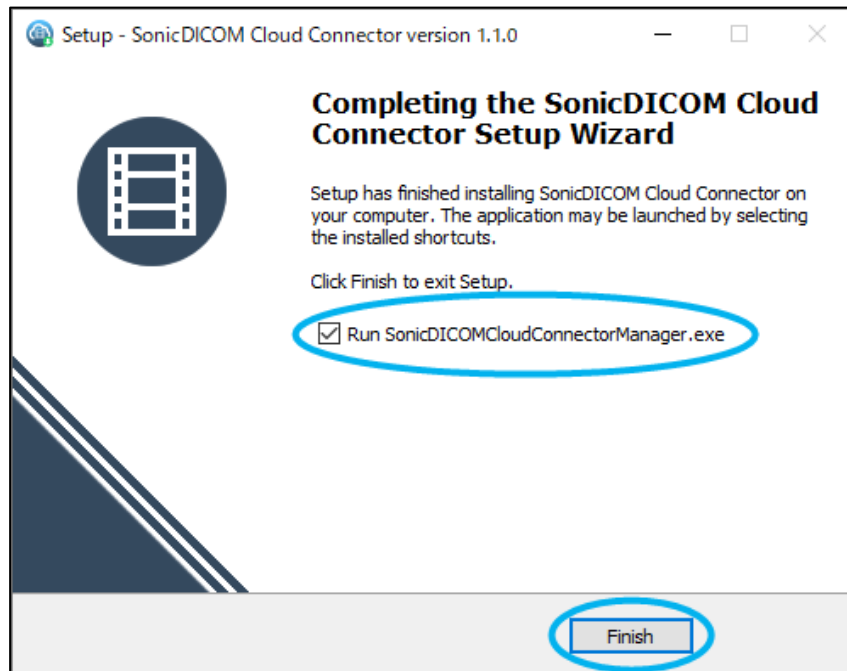 Setup - SonicDICOM Cloud Connector version 1.1.0
Completing the SonicDICOM Cloud
Connector Setup Wizard
Setup has finished installing SonicDICOM Cloud Connector on
your computer. The application may be launched by selecting
the installed shortcuts.
Click Finish to exit Setup.
Run SonicDICOMCloudConnectorManager.exe
Finish